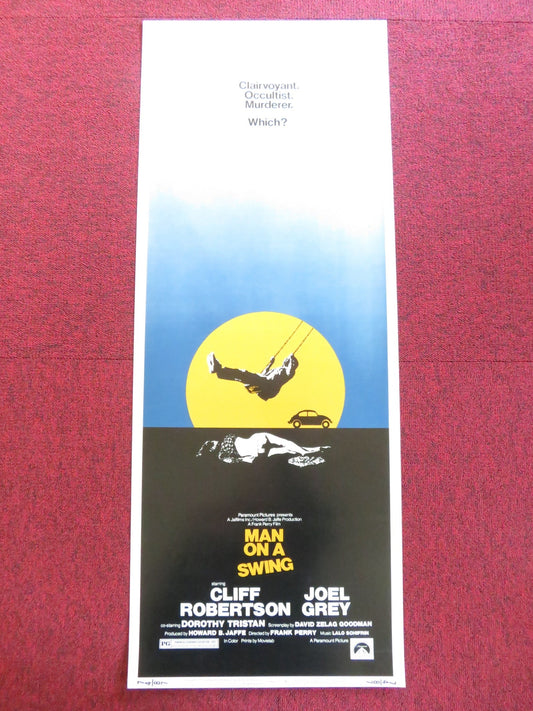 Clairvoyant.
Occultist.
Murderer.
Which?
Paramount Pictures presents
A Jaffilms Inc./Howard B. Jaffe Production
A Frank Perry Film
MAN
ON A
SWING
starring
CLIFF ROBERTSON
JOEL GREY
co-starring DOROTHY TRISTAN Screenplay by DAVID ZELAG GOODMAN
Produced by HOWARD B. JAFFE Directed by FRANK PERRY Music LALO SCHIFRIN
PG
In Color Prints by Movielab A Paramount Picture